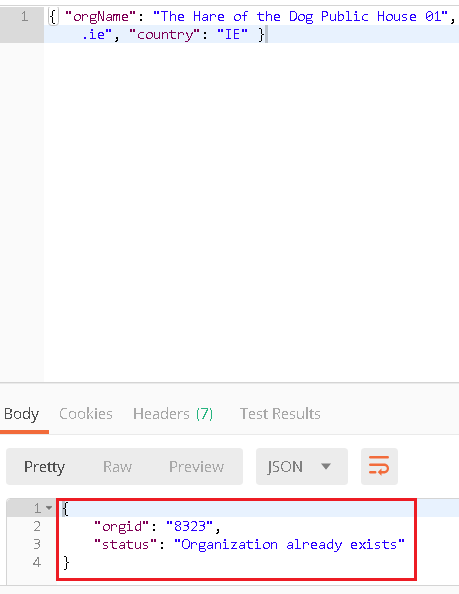 1 { "orgName": "The Hare of the Dog Public House 01",
.ie", "country": "IE" }
Body Cookies Headers (7) Test Results
Pretty Raw Preview JSON
1 {
2 "orgid": "8323",
3 "status": "Organization already exists"
4 }